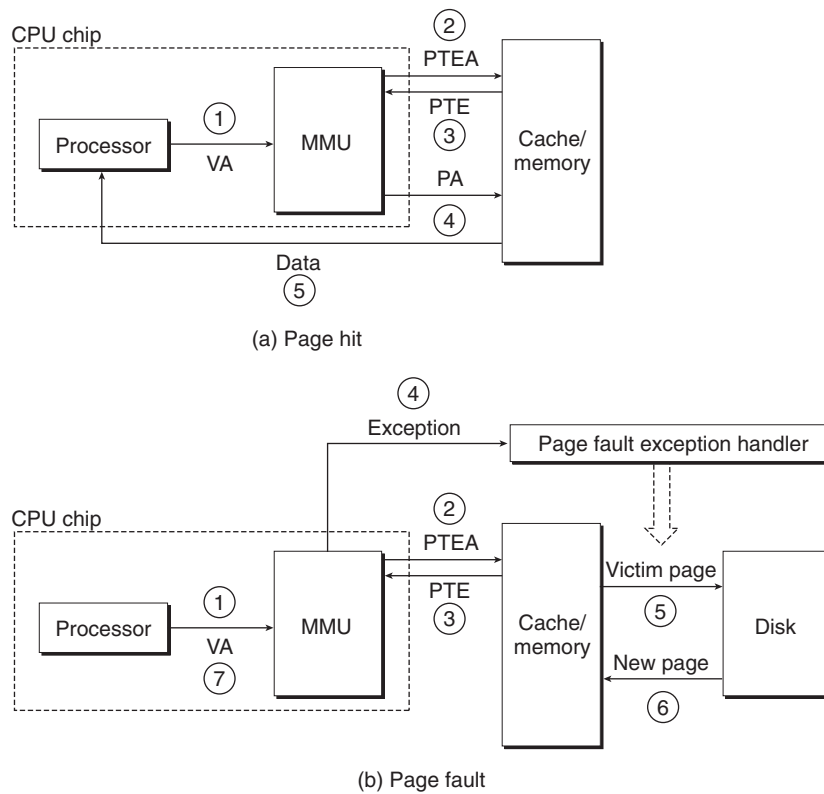 2
CPU chip
PTEA
1
PTE
Processor
MMU
3
Cache/
memory
VA
PA
4
Data
5
(a) Page hit
4
Exception
Page fault exception handler
CPU chip
2
PTEA
Victim page
1
PTE
5
Processor
MMU
3
Cache/
memory
Disk
VA
New page
7
6
(b) Page fault